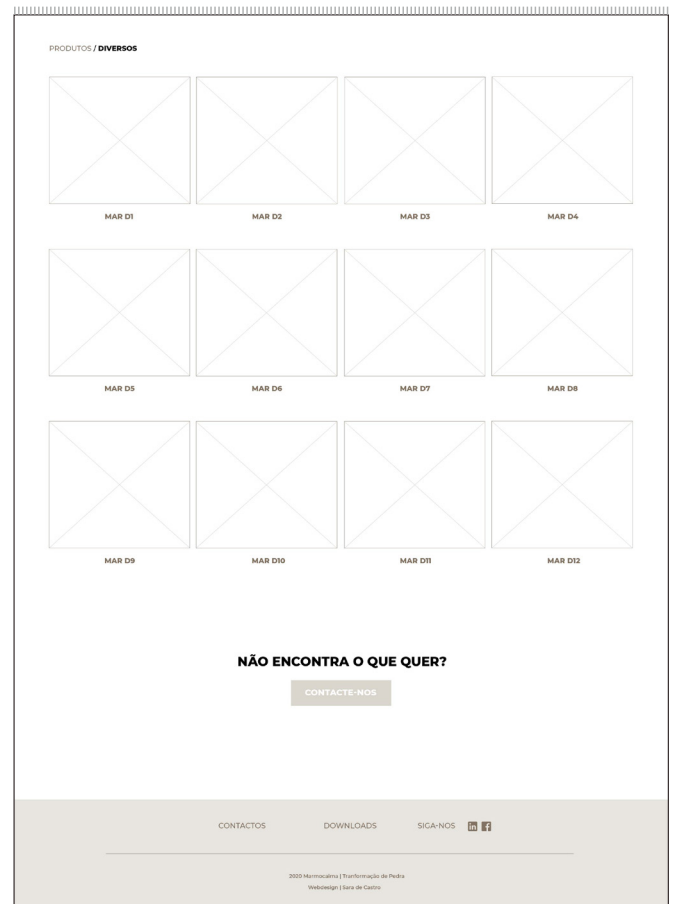 PRODUTOS / DIVERSOS
MAR D1 MAR D2 MAR D3 MAR D4
MAR D5 MAR D6 MAR D7 MAR D8
MAR D9 MAR D10 MAR D11 MAR D12
NÃO ENCONTRA O QUE QUER?
CONTACTE-NOS
CONTACTOS DOWNLOADS SIGA-NOS in f
2020 Marmocalma | Tranformação de Pedra
Webdesign | Sara de Castro